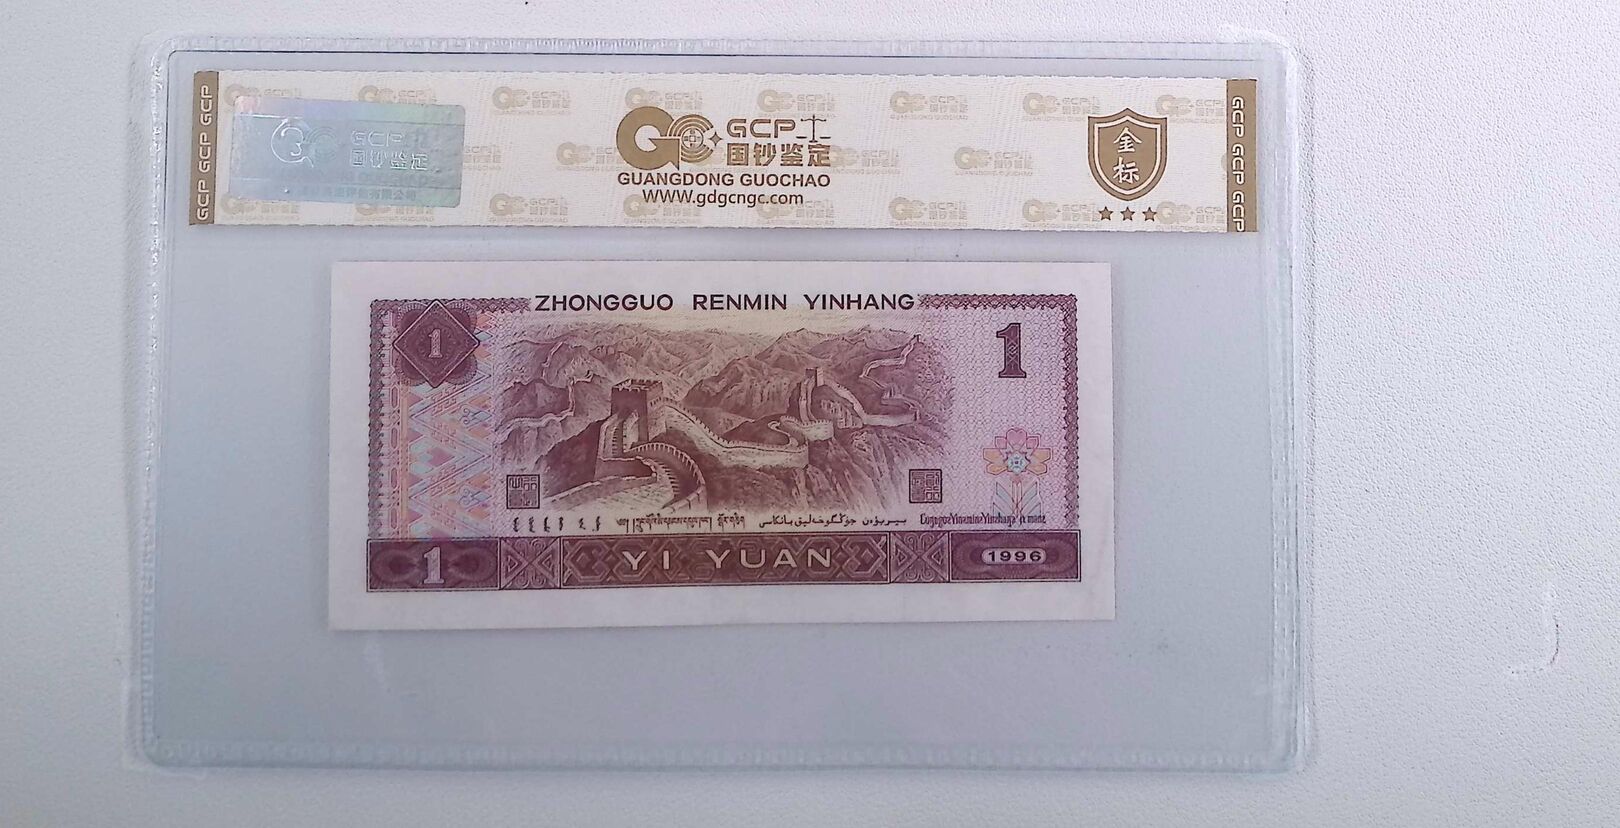 GCP GCP GCP
GCP
国钞鉴定
GCP
国钞鉴定
GUANGDONG GUOCHAO
WWW.gdgcngc.com
金标
GCP GCP GCP GCP
ZHONGGUO RENMIN YINHANG
1
1
YI YUAN
1
1996